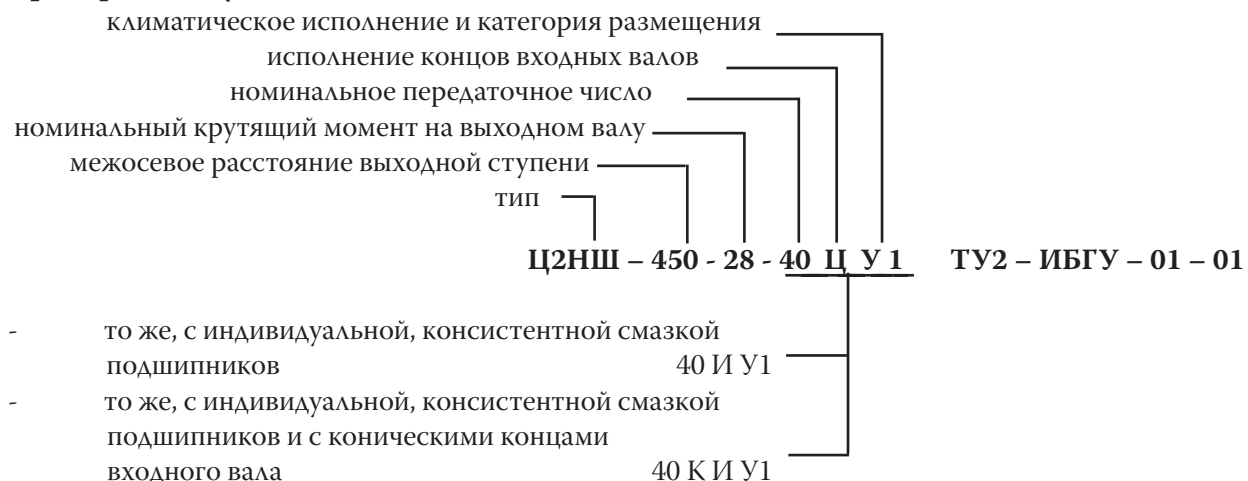 климатическое исполнение и категория размещения
исполнение концов входных валов
номинальное передаточное число
номинальный крутящий момент на выходном валу
межосевое расстояние выходной ступени
тип
Ц2НШ – 450 - 28 - 40 Ц У 1 ТУ2 – ИБГУ – 01 – 01
- то же, с индивидуальной, консистентной смазкой
подшипников 40 И У1
- то же, с индивидуальной, консистентной смазкой
подшипников и с коническими концами
входного вала 40 К И У1